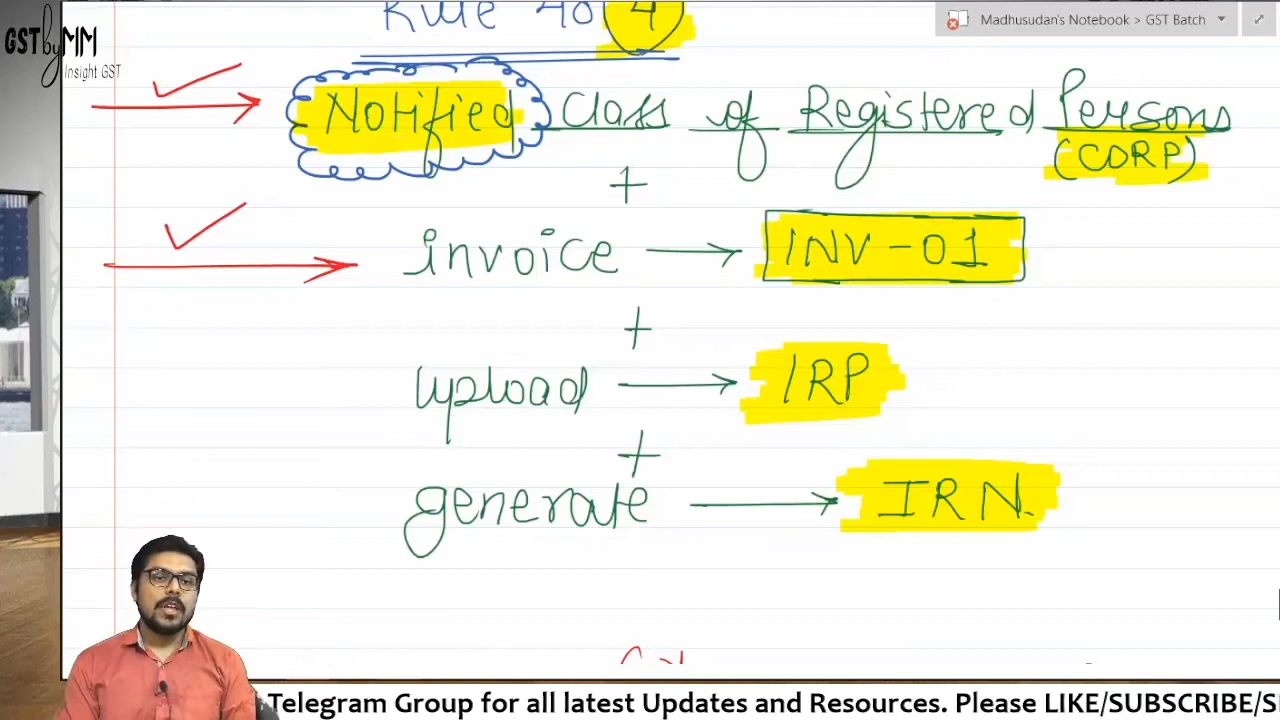 GST by MM
Insight GST
Madhusudan's Notebook > GST Batch
Rule 48 4
Notified Class of Registered Persons
(CORP)
+
invoice → INV-01
+
upload → IRP
+
generate → IRN.
Telegram Group for all latest Updates and Resources. Please LIKE/SUBSCRIBE/